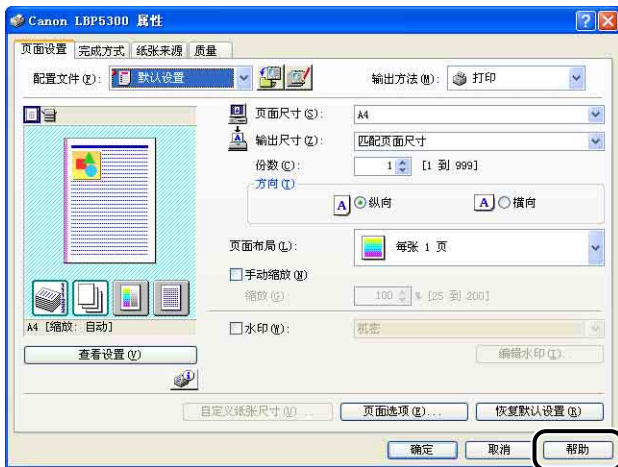 Canon LBP5300 属性
页面设置 完成方式 纸张来源 质量
配置文件(F): 默认设置 输出方法(M): 打印
页面尺寸(S): A4
输出尺寸(Z): 匹配页面尺寸
份数(C): 1 [1 到 999]
方向(T)
A 纵向 A 横向
页面布局(L): 每张 1 页
手动缩放(N)
缩放(G): 100 % [25 到 200]
A4 [缩放: 自动]
水印(W): 机密
查看设置(V) 编辑水印(I)...
自定义纸张尺寸(U)... 页面选项(E)... 恢复默认设置(R)
确定 取消 帮助